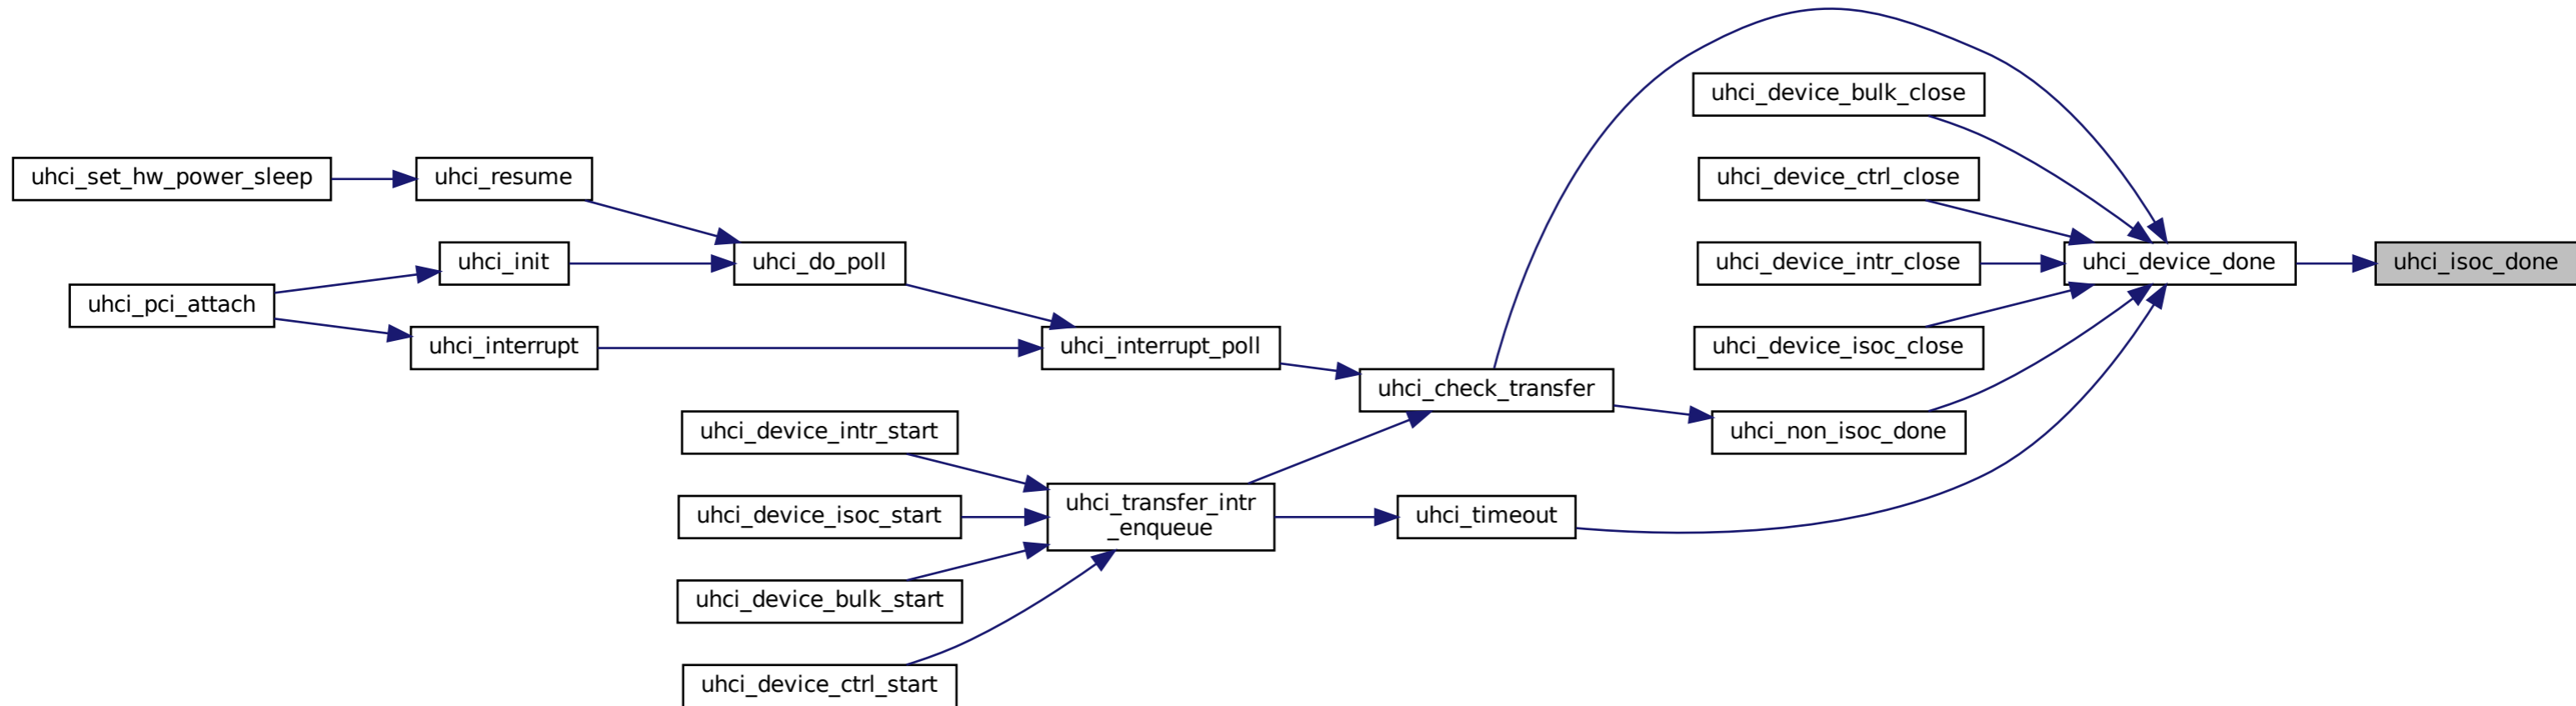 uhci_device_bulk_close
uhci_set_hw_power_sleep
uhci_resume
uhci_device_ctrl_close
uhci_init
uhci_do_poll
uhci_device_intr_close
uhci_device_done
uhci_isoc_done
uhci_pci_attach
uhci_interrupt
uhci_interrupt_poll
uhci_device_isoc_close
uhci_check_transfer
uhci_device_intr_start
uhci_non_isoc_done
uhci_device_isoc_start
uhci_transfer_intr
_enqueue
uhci_timeout
uhci_device_bulk_start
uhci_device_ctrl_start